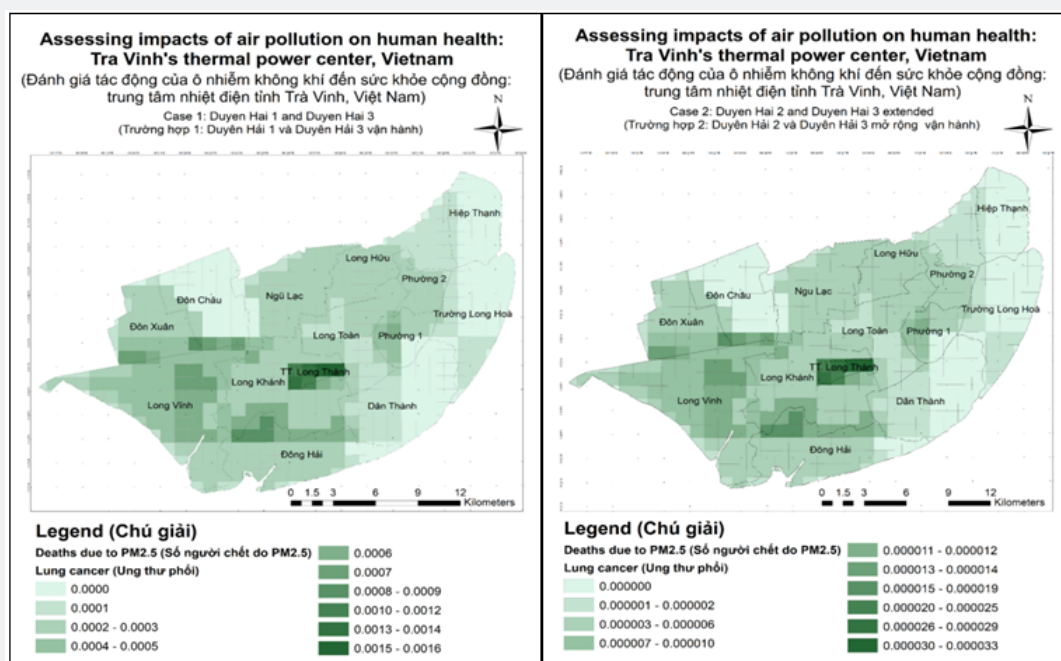 Assessing impacts of air pollution on human health:
Tra Vinh's thermal power center, Vietnam
(Đánh giá tác động của ô nhiễm không khí đến sức khỏe cộng đồng:
trung tâm nhiệt điện tỉnh Trà Vinh, Việt Nam)
Case 1: Duyen Hai 1 and Duyen Hai 3
(Trường hợp 1: Duyên Hải 1 và Duyên Hải 3 vận hành)
N
Hiệp Thạnh
Long Hữu
Phường 2
Đôn Châu
Ngũ Lạc
Trường Long Hoà
Đôn Xuân
Long Toàn
Phường 1
TT. Long Thành
Long Khánh
Long Vĩnh
Dân Thành
Đông Hải
0 1.5 3 6 9 12
Kilometers
Legend (Chú giải)
Deaths due to PM2.5 (Số người chết do PM2.5)
Lung cancer (Ung thư phổi)
0.0000
0.0001
0.0002 - 0.0003
0.0004 - 0.0005
0.0006
0.0007
0.0008 - 0.0009
0.0010 - 0.0012
0.0013 - 0.0014
0.0015 - 0.0016
Assessing impacts of air pollution on human health:
Tra Vinh's thermal power center, Vietnam
(Đánh giá tác động của ô nhiễm không khí đến sức khỏe cộng đồng:
trung tâm nhiệt điện tỉnh Trà Vinh, Việt Nam)
Case 2: Duyen Hai 2 and Duyen Hai 3 extended
(Trường hợp 2: Duyên Hải 2 và Duyên Hải 3 mở rộng vận hành)
N
Hiệp Thạnh
Long Hữu
Phường 2
Đôn Châu
Ngu Lạc
Trường Long Hoà
Đôn Xuân
Long Toàn
Phường 1
TT. Long Thành
Long Khánh
Long Vinh
Dân Thành
Đông Hải
0 1.5 3 6 9 12
Kilometers
Legend (Chú giải)
Deaths due to PM2.5 (Số người chết do PM2.5)
Lung cancer (Ung thư phổi)
0.000000
0.000001 - 0.000002
0.000003 - 0.000006
0.000007 - 0.000010
0.000011 - 0.000012
0.000013 - 0.000014
0.000015 - 0.000019
0.000020 - 0.000025
0.000026 - 0.000029
0.000030 - 0.000033